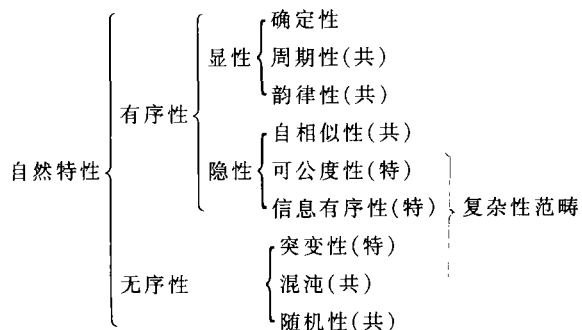 确定性
显性
周期性(共)
韵律性(共)
有序性
自相似性(共)
自然特性
隐性
可公度性(特)
信息有序性(特)
复杂性范畴
突变性(特)
无序性
混沌(共)
随机性(共)